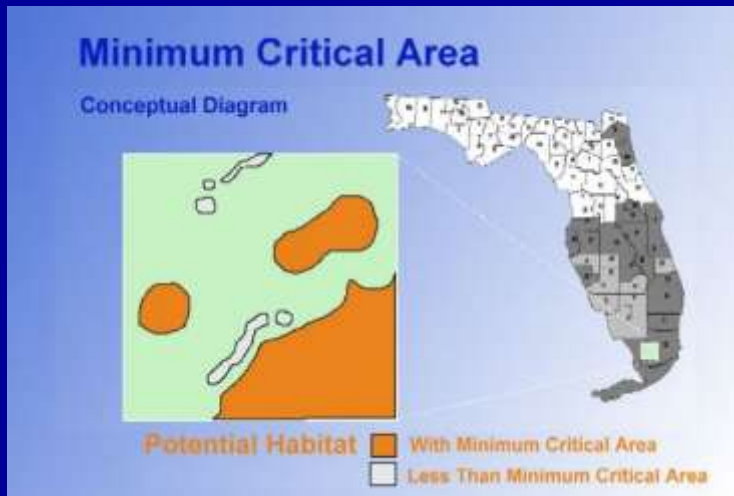 Minimum Critical Area
Conceptual Diagram
Potential Habitat
With Minimum Critical Area
Less Than Minimum Critical Area